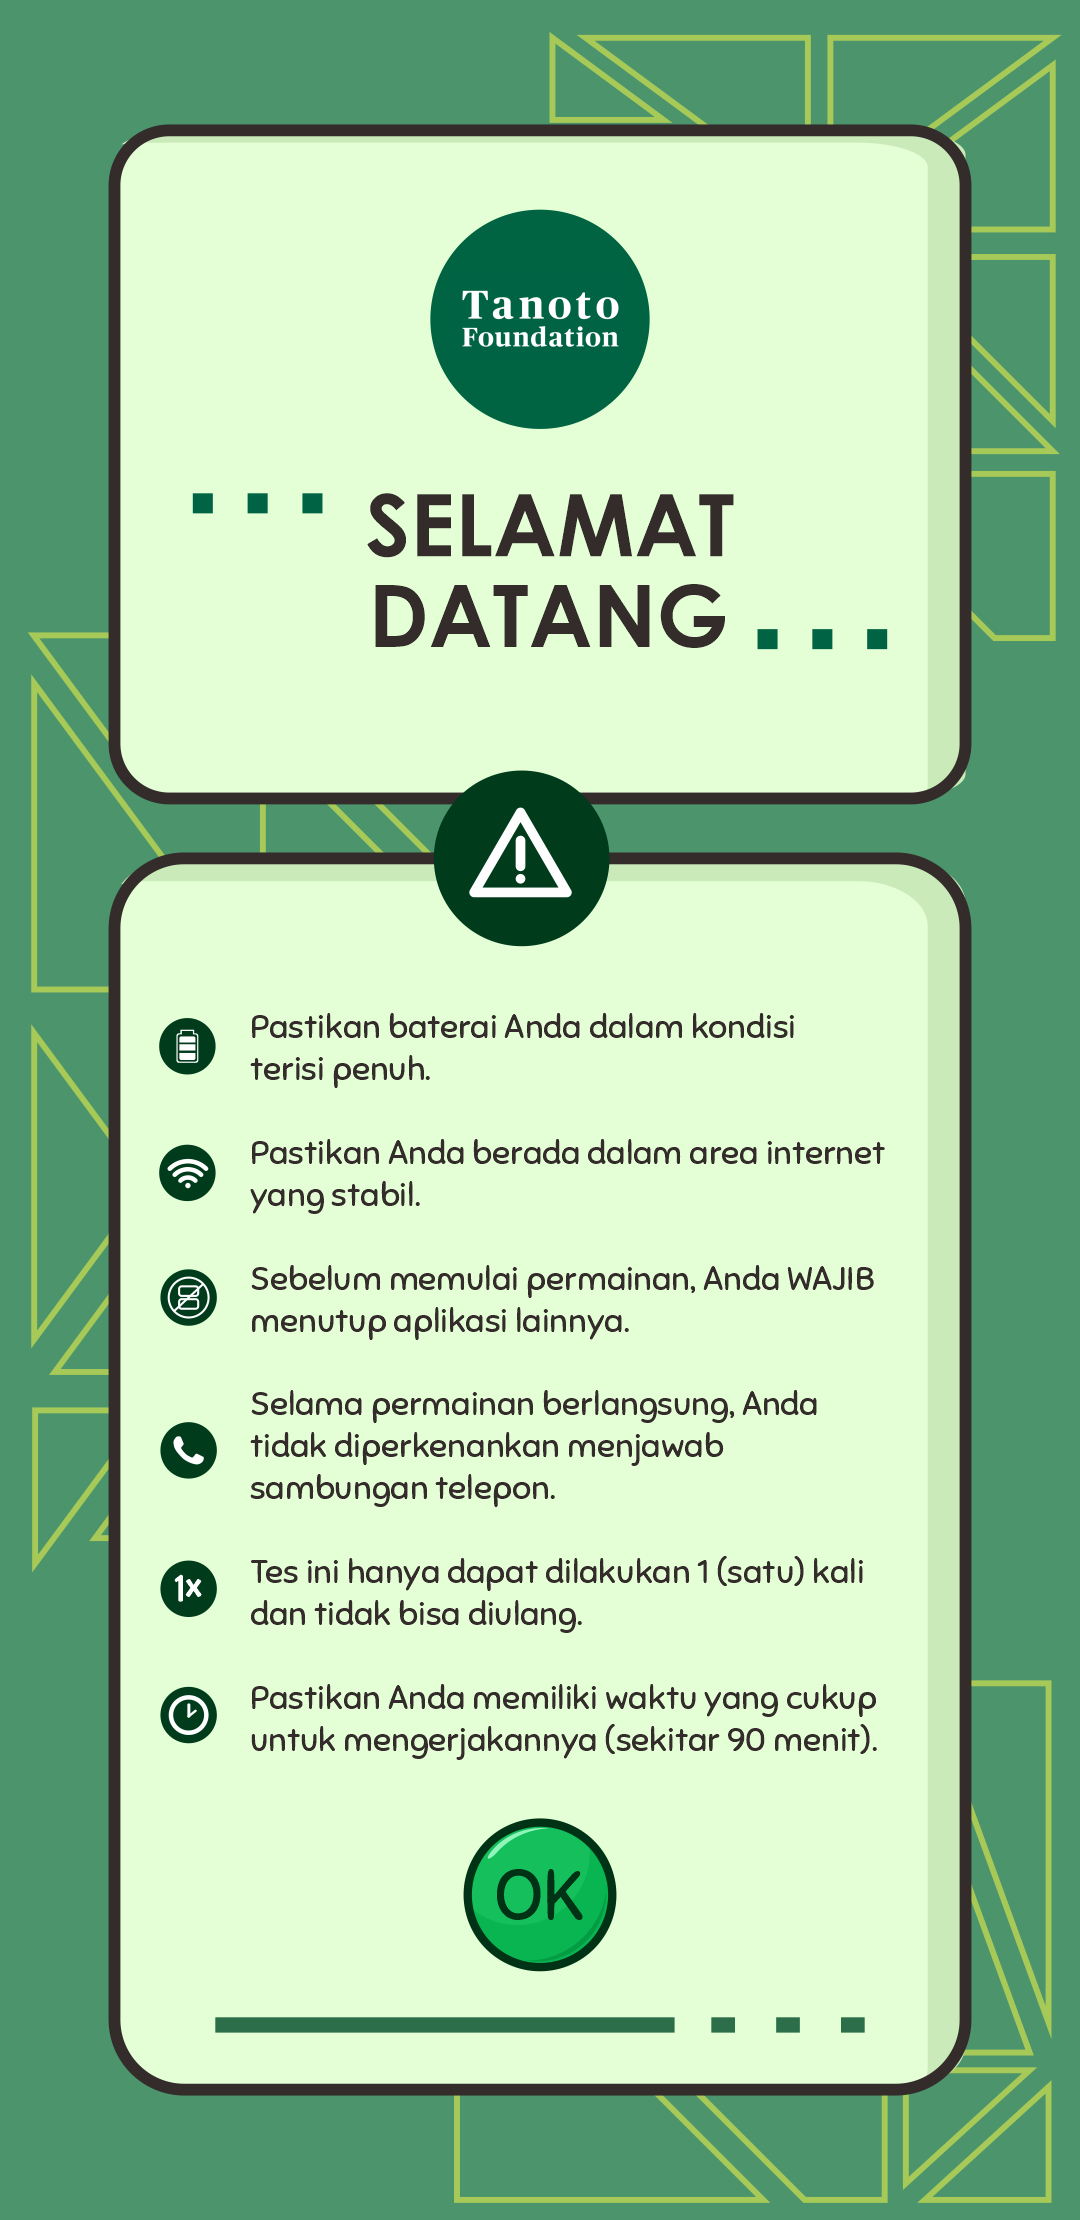 Tanoto
Foundation
SELAMAT
DATANG
Pastikan baterai Anda dalam kondisi
terisi penuh.
Pastikan Anda berada dalam area internet
yang stabil.
Sebelum memulai permainan, Anda WAJIB
menutup aplikasi lainnya.
Selama permainan berlangsung, Anda
tidak diperkenankan menjawab
sambungan telepon.
1x
Tes ini hanya dapat dilakukan 1 (satu) kali
dan tidak bisa diulang.
Pastikan Anda memiliki waktu yang cukup
untuk mengerjakannya (sekitar 90 menit).
OK